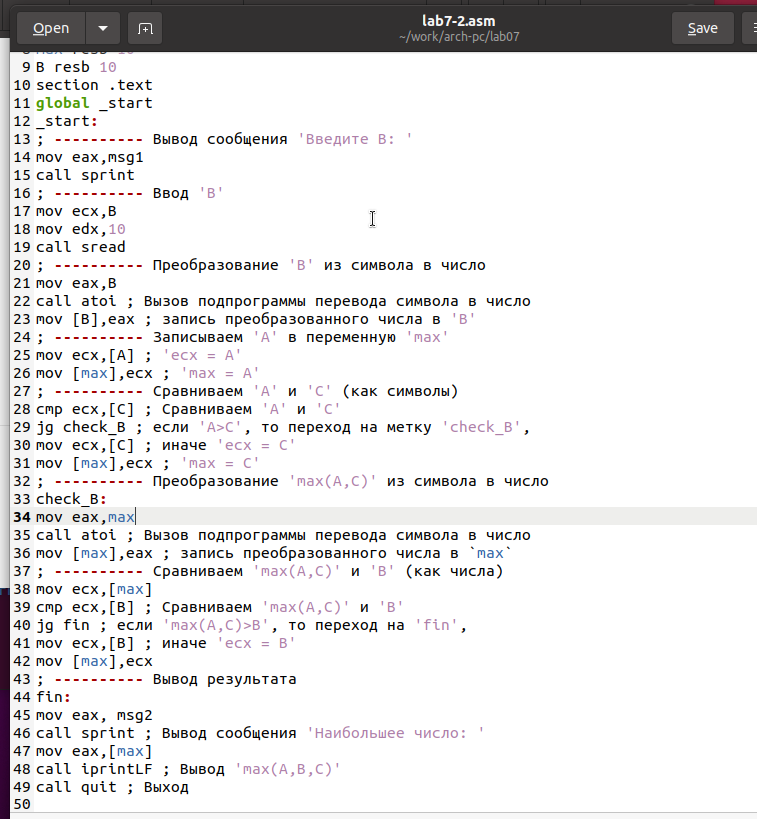 Open
lab7-2.asm
~/work/arch-pc/lab07
Save
8 max resb 10
9 B resb 10
10 section .text
11 global _start
12 _start:
13 ; ---------- Вывод сообщения 'Введите B: '
14 mov eax,msg1
15 call sprint
16 ; ---------- Ввод 'B'
17 mov ecx,B
18 mov edx,10
19 call sread
20 ; ---------- Преобразование 'B' из символа в число
21 mov eax,B
22 call atoi ; Вызов подпрограммы перевода символа в число
23 mov [B],eax ; запись преобразованного числа в 'B'
24 ; ---------- Записываем 'A' в переменную 'max'
25 mov ecx,[A] ; 'ecx = A'
26 mov [max],ecx ; 'max = A'
27 ; ---------- Сравниваем 'A' и 'С' (как символы)
28 cmp ecx,[C] ; Сравниваем 'A' и 'С'
29 jg check_B ; если 'A>C', то переход на метку 'check_B',
30 mov ecx,[C] ; иначе 'ecx = C'
31 mov [max],ecx ; 'max = C'
32 ; ---------- Преобразование 'max(A,C)' из символа в число
33 check_B:
34 mov eax,max
35 call atoi ; Вызов подпрограммы перевода символа в число
36 mov [max],eax ; запись преобразованного числа в `max`
37 ; ---------- Сравниваем 'max(A,C)' и 'B' (как числа)
38 mov ecx,[max]
39 cmp ecx,[B] ; Сравниваем 'max(A,C)' и 'B'
40 jg fin ; если 'max(A,C)>B', то переход на 'fin',
41 mov ecx,[B] ; иначе 'ecx = B'
42 mov [max],ecx
43 ; ---------- Вывод результата
44 fin:
45 mov eax, msg2
46 call sprint ; Вывод сообщения 'Наибольшее число: '
47 mov eax,[max]
48 call iprintLF ; Вывод 'max(A,B,C)'
49 call quit ; Выход
50